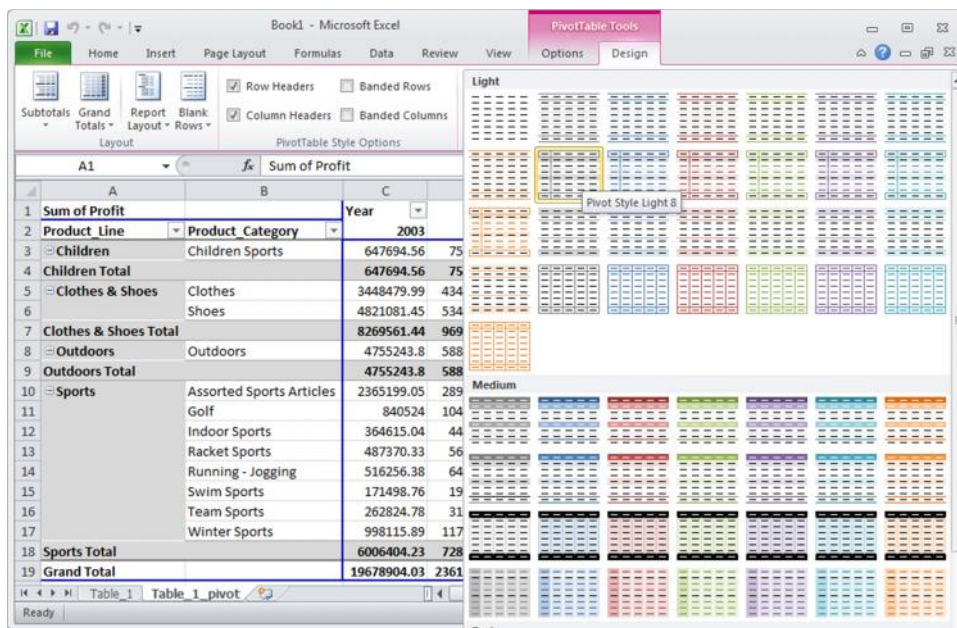 Book1 - Microsoft Excel
PivotTable Tools
File Home Insert Page Layout Formulas Data Review View Options Design
Subtotals
Grand Totals
Report Layout
Blank Rows
Row Headers
Banded Rows
Column Headers
Banded Columns
Layout
PivotTable Style Options
Light
Pivot Style Light 8
Medium
A1 fx Sum of Profit
A B C
1 Sum of Profit Year
2 Product_Line Product_Category 2003
3 Children Children Sports 647694.56 75
4 Children Total 647694.56 75
5 Clothes & Shoes Clothes 3448479.99 434
6 Shoes 4821081.45 534
7 Clothes & Shoes Total 8269561.44 969
8 Outdoors Outdoors 4755243.8 588
9 Outdoors Total 4755243.8 588
10 Sports Assorted Sports Articles 2365199.05 289
11 Golf 840524 104
12 Indoor Sports 364615.04 44
13 Racket Sports 487370.33 56
14 Running - Jogging 516256.38 64
15 Swim Sports 171498.76 19
16 Team Sports 262824.78 31
17 Winter Sports 998115.89 117
18 Sports Total 6006404.23 728
19 Grand Total 19678904.03 2361
Table_1 Table_1_pivot
Ready